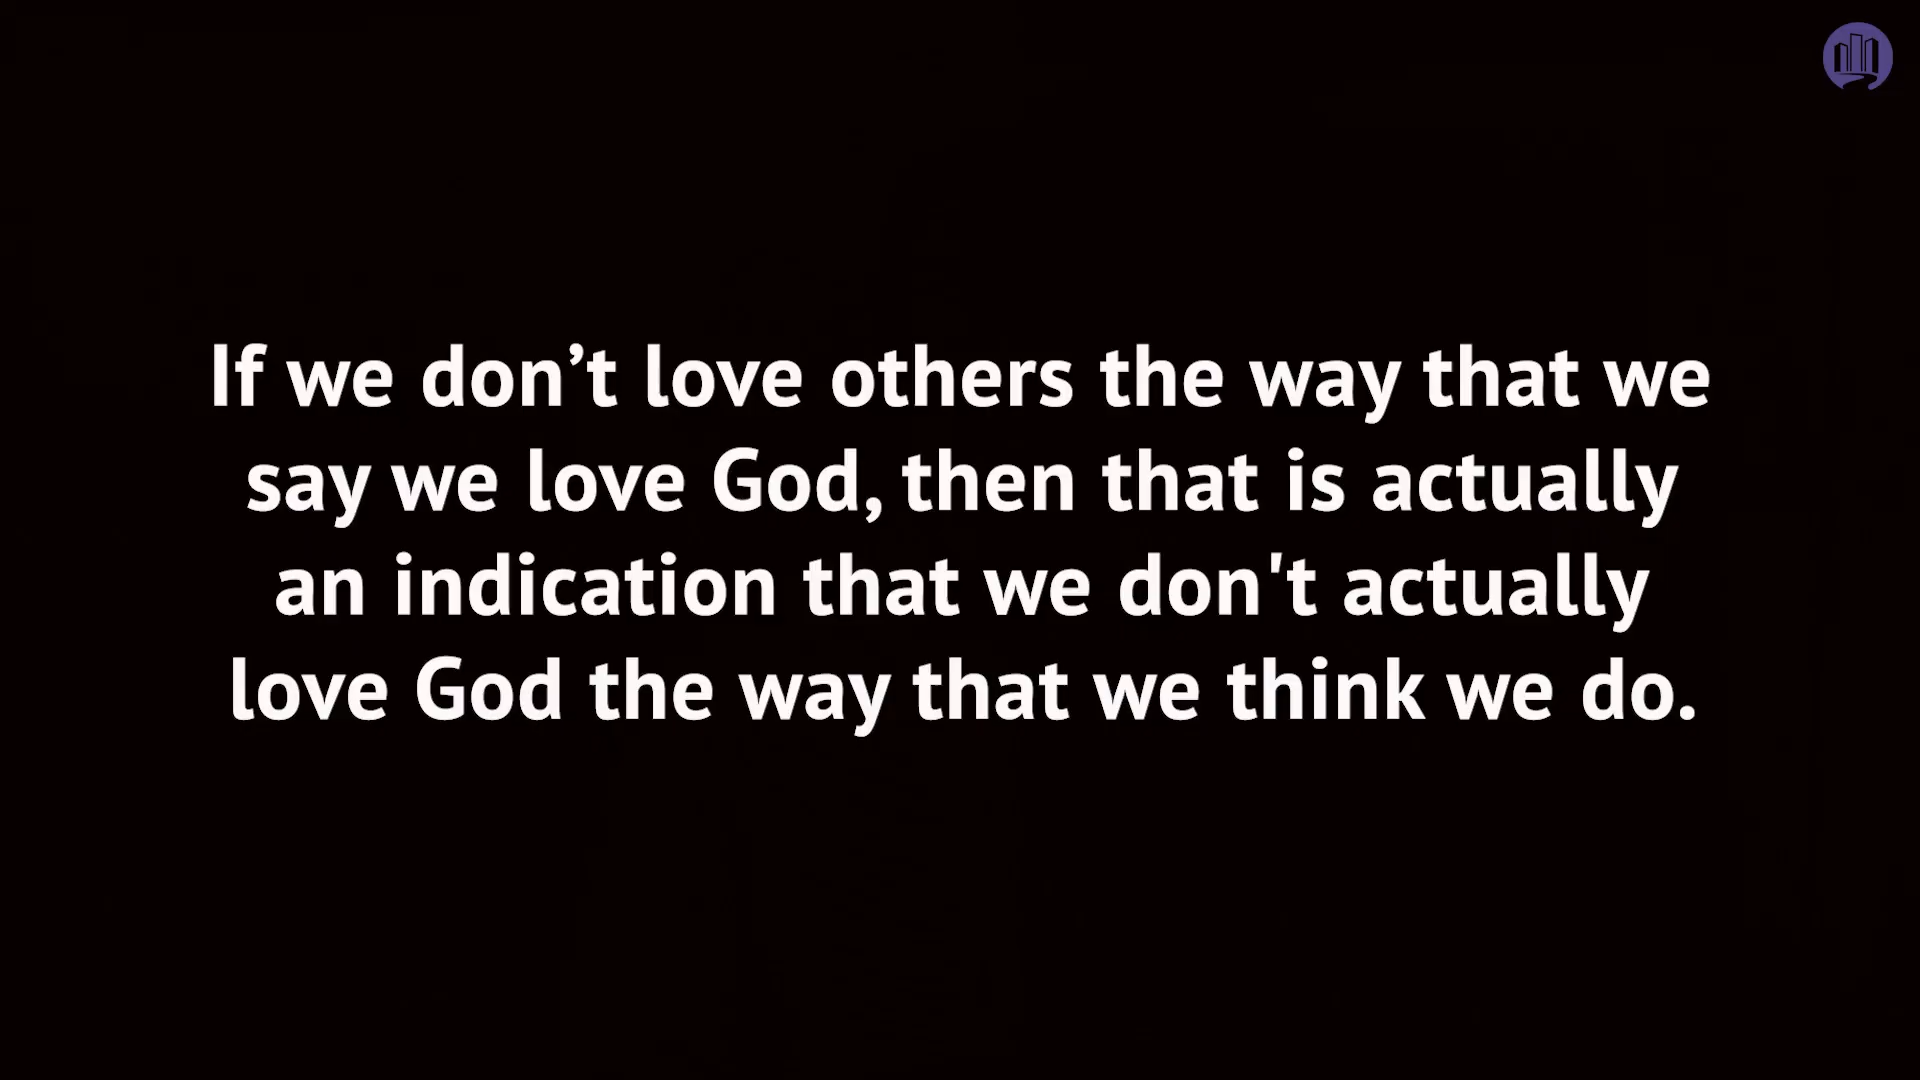 If we don’t love others the way that we
say we love God, then that is actually
an indication that we don't actually
love God the way that we think we do.